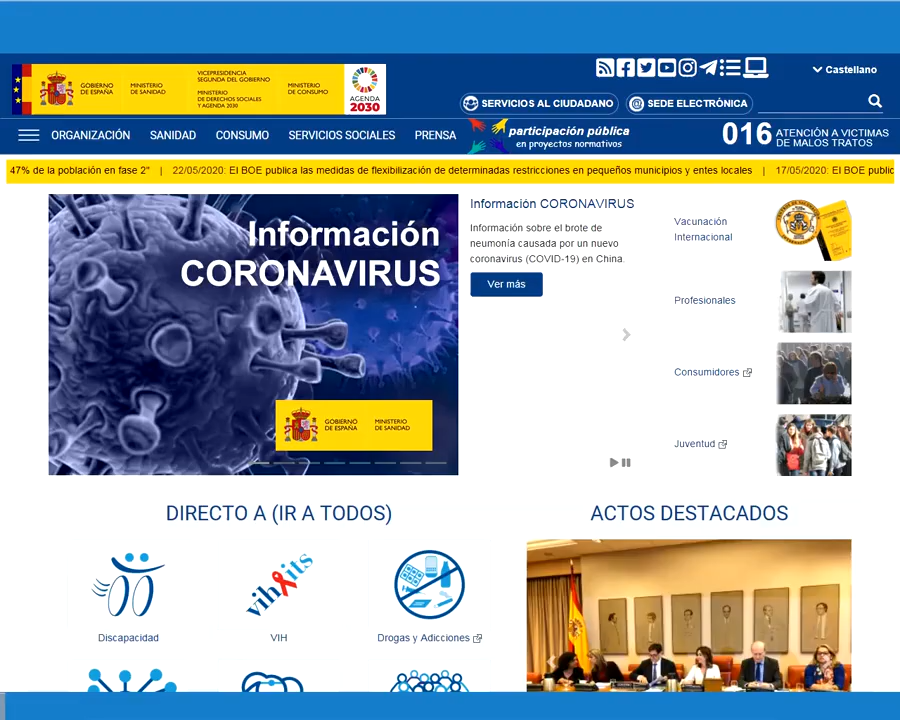 GOBIERNO
DE ESPAÑA
MINISTERIO
DE SANIDAD
VICEPRESIDENCIA
SEGUNDA DEL GOBIERNO
MINISTERIO
DE DERECHOS SOCIALES
Y AGENDA 2030
MINISTERIO
DE CONSUMO
AGENDA
2030
Castellano
SERVICIOS AL CIUDADANO
SEDE ELECTRÓNICA
ORGANIZACIÓN SANIDAD CONSUMO SERVICIOS SOCIALES PRENSA
participación pública
en proyectos normativos
016 ATENCIÓN A VICTIMAS
DE MALOS TRATOS
47% de la población en fase 2" | 22/05/2020: El BOE publica las medidas de flexibilización de determinadas restricciones en pequeños municipios y entes locales | 17/05/2020: El BOE public
Información
CORONAVIRUS
GOBIERNO
DE ESPAÑA
MINISTERIO
DE SANIDAD
Información CORONAVIRUS
Información sobre el brote de
neumonía causada por un nuevo
coronavirus (COVID-19) en China.
Ver más
Vacunación
Internacional
Profesionales
Consumidores
Juventud
DIRECTO A (IR A TODOS)
ACTOS DESTACADOS
vih&its
Discapacidad
VIH
Drogas y Adicciones